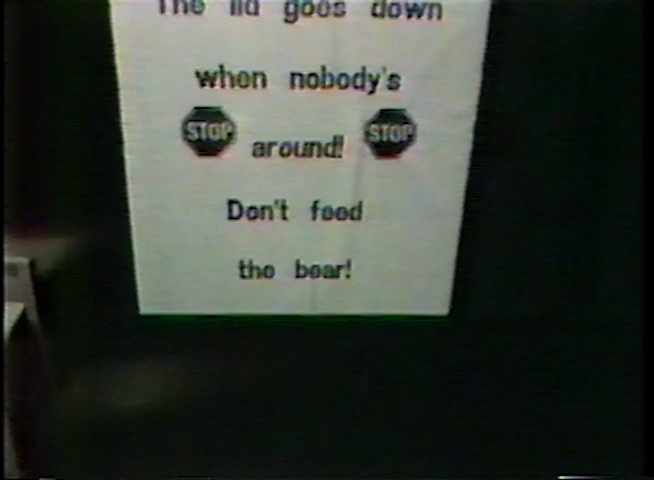 The lid goes down
when nobody's
STOP around! STOP
Don't feed
the bear!